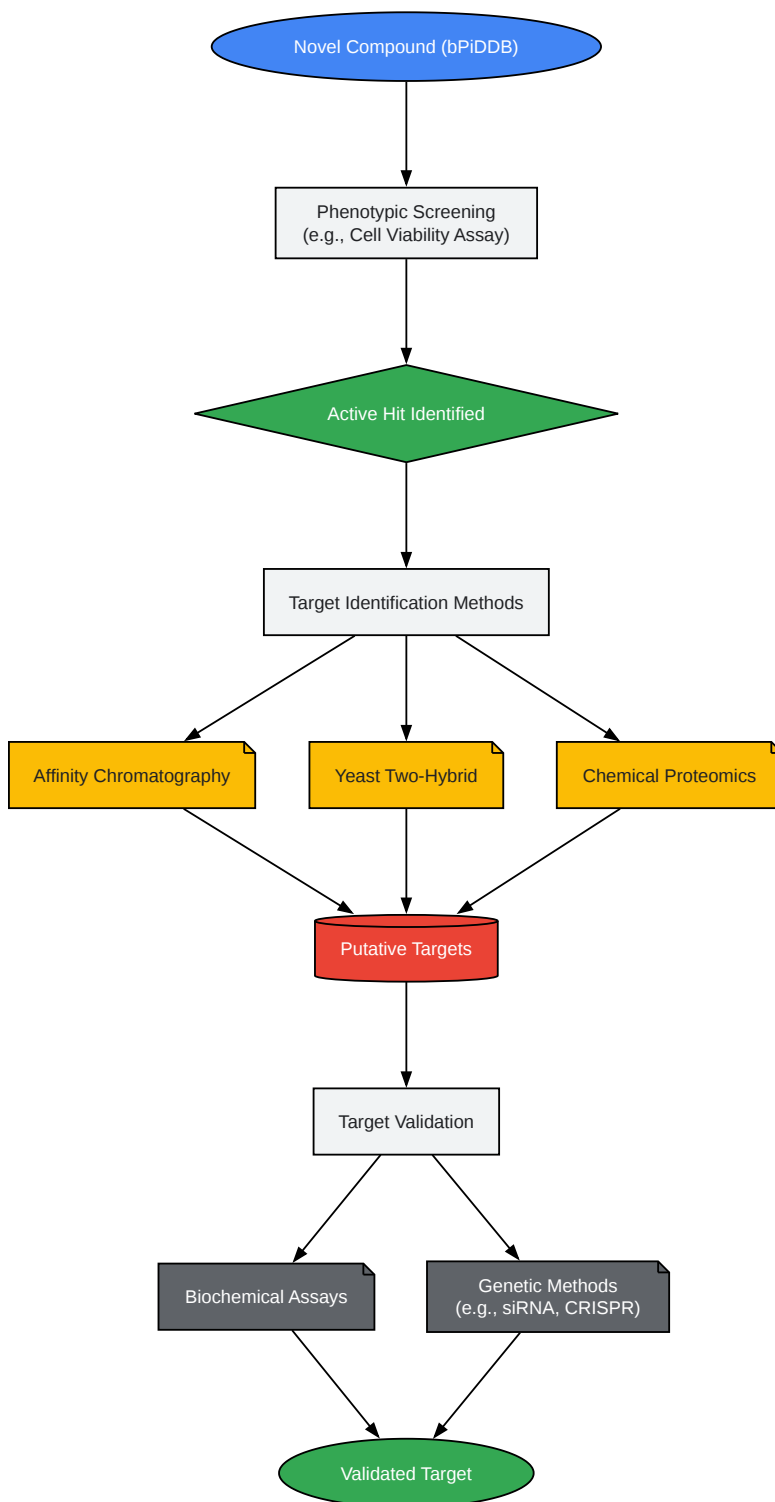 Novel Compound (bPiDDB)
Phenotypic Screening
(e.g., Cell Viability Assay)
Active Hit Identified
Target Identification Methods
Affinity Chromatography
Yeast Two-Hybrid
Chemical Proteomics
Putative Targets
Target Validation
Biochemical Assays
Genetic Methods
(e.g., siRNA, CRISPR)
Validated Target